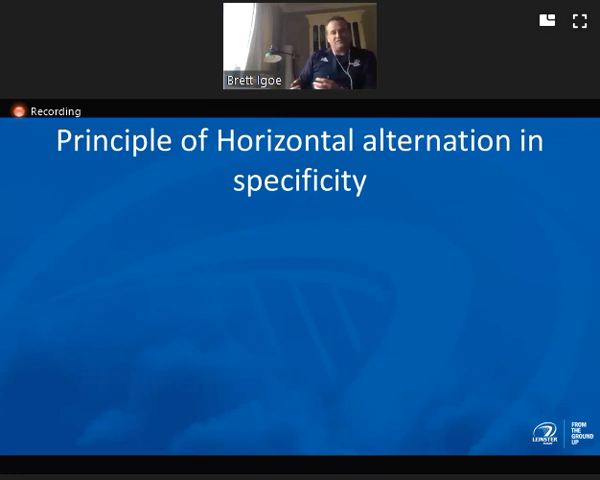 Brett Igoe
Recording
Principle of Horizontal alternation in
specificity
LEINSTER
FROM
THE
GROUND
UP